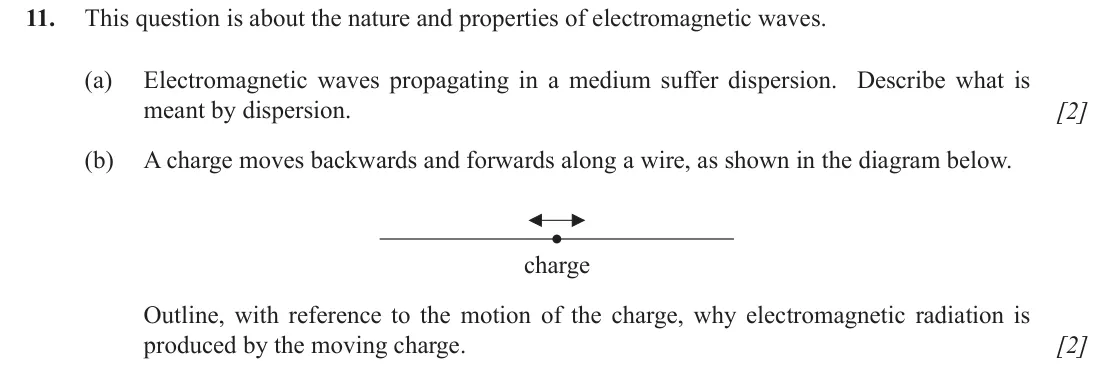 11. This question is about the nature and properties of electromagnetic waves.
(a) Electromagnetic waves propagating in a medium suffer dispersion. Describe what is
meant by dispersion. [2]
(b) A charge moves backwards and forwards along a wire, as shown in the diagram below.
charge
Outline, with reference to the motion of the charge, why electromagnetic radiation is
produced by the moving charge. [2]